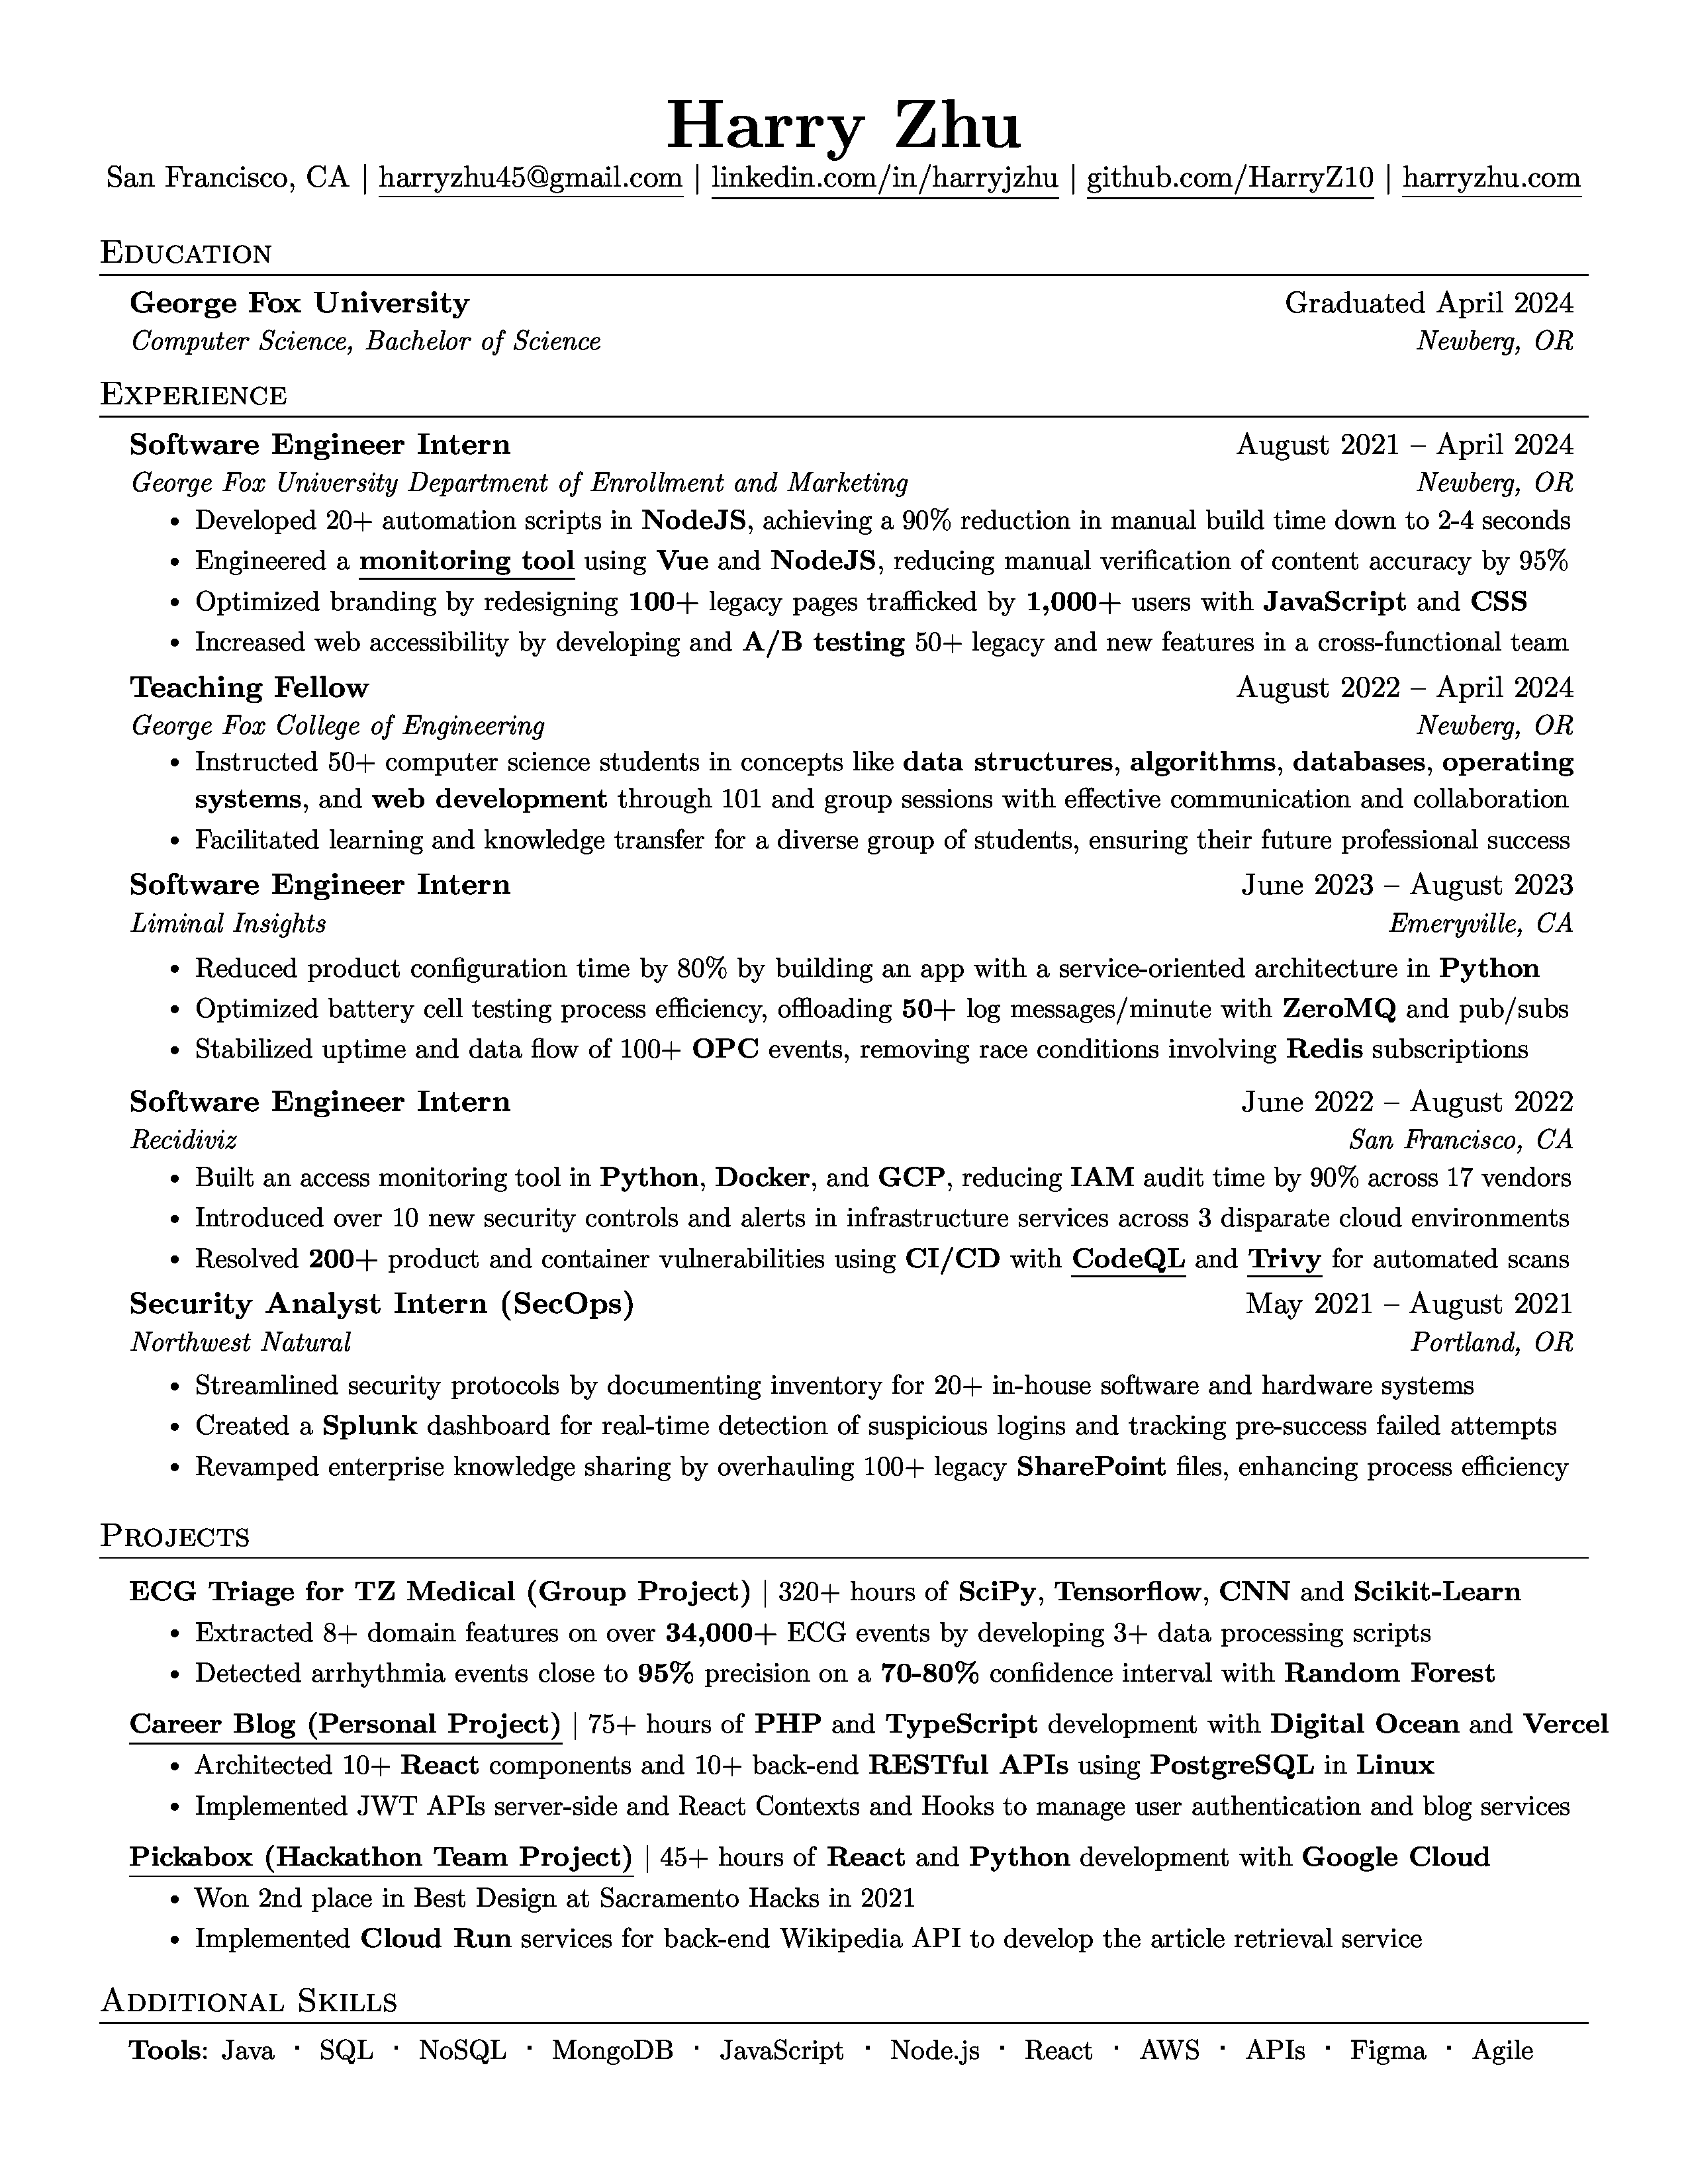 Harry Zhu
San Francisco, CA | harryzhu45@gmail.com | linkedin.com/in/harryjzhu | github.com/HarryZ10 | harryzhu.com
Education
George Fox University Graduated April 2024
Computer Science, Bachelor of Science Newberg, OR
Experience
Software Engineer Intern August 2021 – April 2024
George Fox University Department of Enrollment and Marketing Newberg, OR
• Developed 20+ automation scripts in NodeJS, achieving a 90% reduction in manual build time down to 2-4 seconds
• Engineered a monitoring tool using Vue and NodeJS, reducing manual verification of content accuracy by 95%
• Optimized branding by redesigning 100+ legacy pages trafficked by 1,000+ users with JavaScript and CSS
• Increased web accessibility by developing and A/B testing 50+ legacy and new features in a cross-functional team
Teaching Fellow August 2022 – April 2024
George Fox College of Engineering Newberg, OR
• Instructed 50+ computer science students in concepts like data structures, algorithms, databases, operating
systems, and web development through 101 and group sessions with effective communication and collaboration
• Facilitated learning and knowledge transfer for a diverse group of students, ensuring their future professional success
Software Engineer Intern June 2023 – August 2023
Liminal Insights Emeryville, CA
• Reduced product configuration time by 80% by building an app with a service-oriented architecture in Python
• Optimized battery cell testing process efficiency, offloading 50+ log messages/minute with ZeroMQ and pub/subs
• Stabilized uptime and data flow of 100+ OPC events, removing race conditions involving Redis subscriptions
Software Engineer Intern June 2022 – August 2022
Recidiviz San Francisco, CA
• Built an access monitoring tool in Python, Docker, and GCP, reducing IAM audit time by 90% across 17 vendors
• Introduced over 10 new security controls and alerts in infrastructure services across 3 disparate cloud environments
• Resolved 200+ product and container vulnerabilities using CI/CD with CodeQL and Trivy for automated scans
Security Analyst Intern (SecOps) May 2021 – August 2021
Northwest Natural Portland, OR
• Streamlined security protocols by documenting inventory for 20+ in-house software and hardware systems
• Created a Splunk dashboard for real-time detection of suspicious logins and tracking pre-success failed attempts
• Revamped enterprise knowledge sharing by overhauling 100+ legacy SharePoint files, enhancing process efficiency
Projects
ECG Triage for TZ Medical (Group Project) | 320+ hours of SciPy, Tensorflow, CNN and Scikit-Learn
• Extracted 8+ domain features on over 34,000+ ECG events by developing 3+ data processing scripts
• Detected arrhythmia events close to 95% precision on a 70-80% confidence interval with Random Forest
Career Blog (Personal Project) | 75+ hours of PHP and TypeScript development with Digital Ocean and Vercel
• Architected 10+ React components and 10+ back-end RESTful APIs using PostgreSQL in Linux
• Implemented JWT APIs server-side and React Contexts and Hooks to manage user authentication and blog services
Pickabox (Hackathon Team Project) | 45+ hours of React and Python development with Google Cloud
• Won 2nd place in Best Design at Sacramento Hacks in 2021
• Implemented Cloud Run services for back-end Wikipedia API to develop the article retrieval service
Additional Skills
Tools: Java · SQL · NoSQL · MongoDB · JavaScript · Node.js · React · AWS · APIs · Figma · Agile